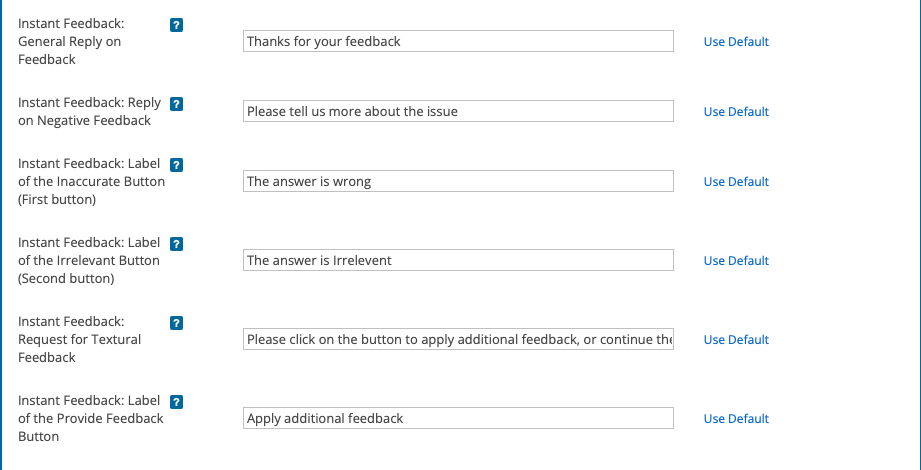 Instant Feedback: ?
General Reply on
Feedback
Thanks for your feedback
Use Default
Instant Feedback: Reply ?
on Negative Feedback
Please tell us more about the issue
Use Default
Instant Feedback: Label ?
of the Inaccurate Button
(First button)
The answer is wrong
Use Default
Instant Feedback: Label ?
of the Irrelevant Button
(Second button)
The answer is Irrelevent
Use Default
Instant Feedback: ?
Request for Textural
Feedback
Please click on the button to apply additional feedback, or continue the
Use Default
Instant Feedback: Label ?
of the Provide Feedback
Button
Apply additional feedback
Use Default